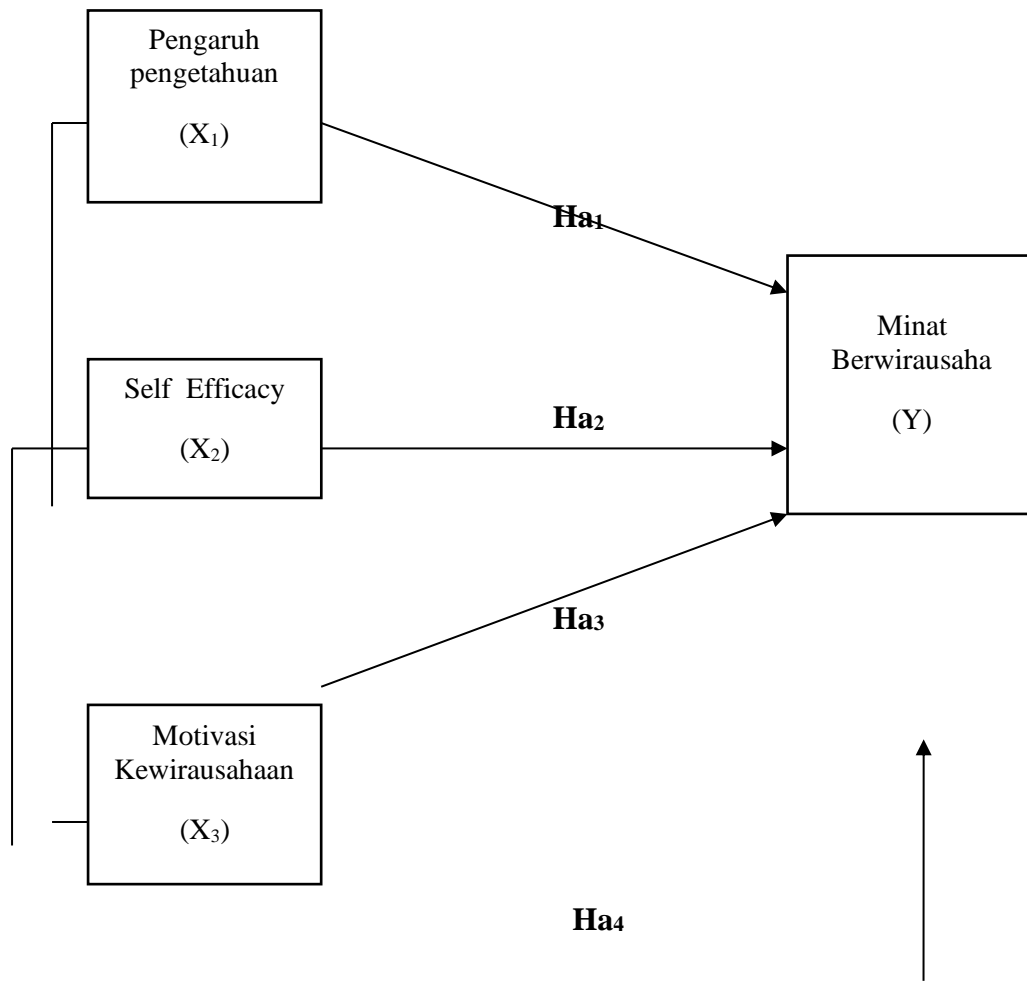 Pengaruh
pengetahuan
(X₁)
Ha₁
Minat
Berwirausaha
(Y)
Self Efficacy
(X₂)
Ha₂
Ha₃
Motivasi
Kewirausahaan
(X₃)
Ha₄